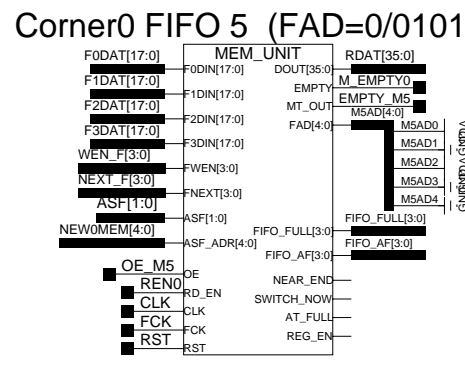 Corner0 FIFO 5 (FAD=0/0101
MEM_UNIT
F0DAT[17:0]
F1DAT[17:0]
F2DAT[17:0]
F3DAT[17:0]
WEN_F[3:0]
NEXT_F[3:0]
ASF[1:0]
NEW0MEM[4:0]
OE_M5
REN0
CLK
FCK
RST
F0DIN[17:0]
F1DIN[17:0]
F2DIN[17:0]
F3DIN[17:0]
FWEN[3:0]
FNEXT[3:0]
ASF[1:0]
ASF_ADR[4:0]
OE
RD_EN
CLK
FCK
RST
DOUT[35:0]
EMPTY
MT_OUT
FAD[4:0]
FIFO_FULL[3:0]
FIFO_AF[3:0]
NEAR_END
SWITCH_NOW
AT_FULL
REG_EN
RDAT[35:0]
M_EMPTY0
EMPTY_M5
M5AD[4:0]
M5AD0
M5AD1
M5AD2
M5AD3
M5AD4
FIFO_FULL[3:0]
FIFO_AF[3:0]